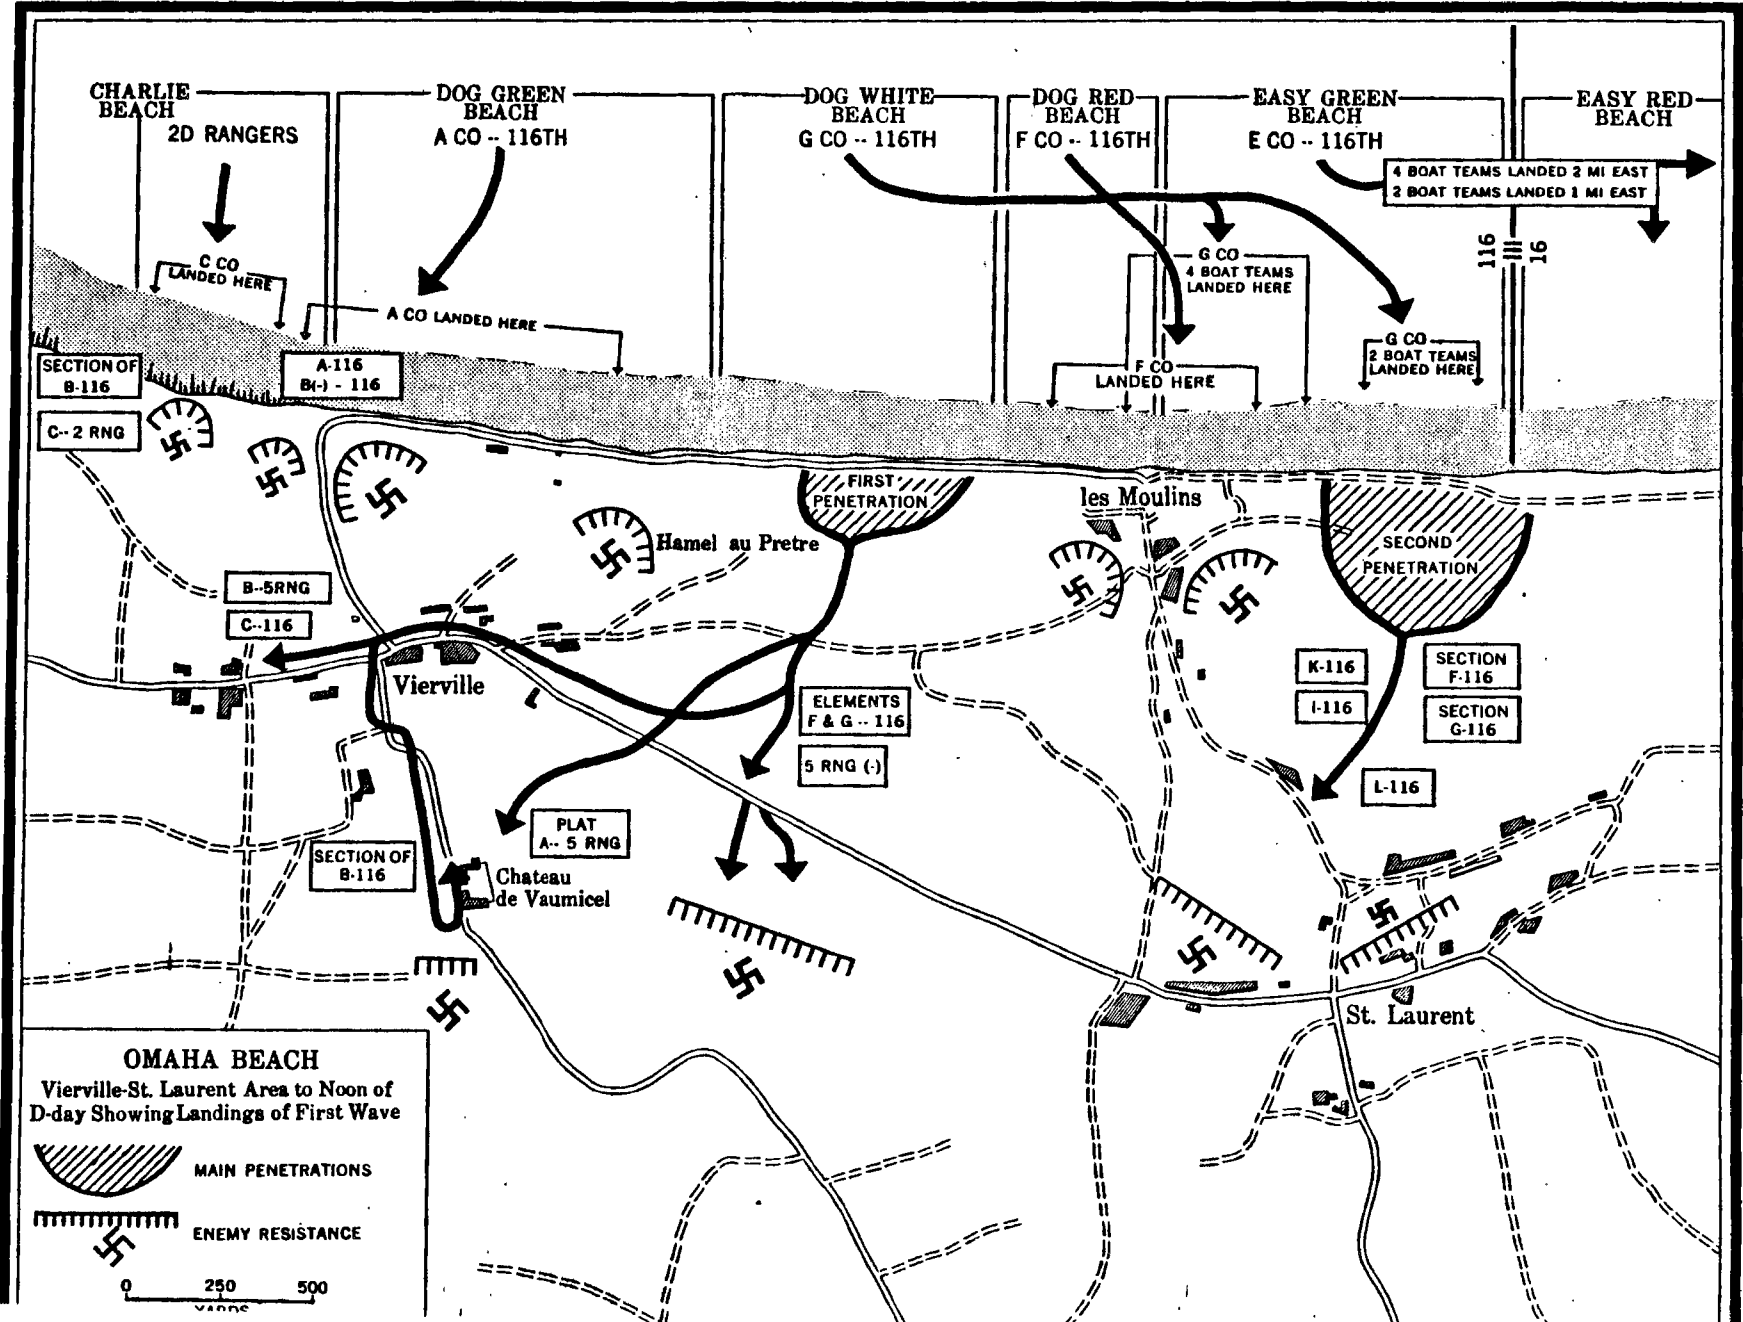 CHARLIE
BEACH
2D RANGERS
DOG GREEN
BEACH
A CO -- 116TH
DOG WHITE
BEACH
G CO -- 116TH
DOG RED
BEACH
F CO -- 116TH
EASY GREEN
BEACH
E CO -- 116TH
EASY RED
BEACH
4 BOAT TEAMS LANDED 2 MI EAST
2 BOAT TEAMS LANDED 1 MI EAST
116
16
C CO
LANDED HERE
A CO LANDED HERE
G CO
4 BOAT TEAMS
LANDED HERE
F CO
LANDED HERE
G CO
2 BOAT TEAMS
LANDED HERE
SECTION OF
B-116
A-116
B(-) - 116
C--2 RNG
FIRST
PENETRATION
les Moulins
SECOND
PENETRATION
Hamel au Pretre
B--5RNG
C--116
Vierville
ELEMENTS
F & G -- 116
5 RNG (-)
K-116
I-116
SECTION
F-116
SECTION
G-116
L-116
PLAT
A-- 5 RNG
SECTION OF
B-116
Chateau
de Vaumicel
St. Laurent
OMAHA BEACH
Vierville-St. Laurent Area to Noon of
D-day Showing Landings of First Wave
MAIN PENETRATIONS
ENEMY RESISTANCE
0 250 500
YARDS